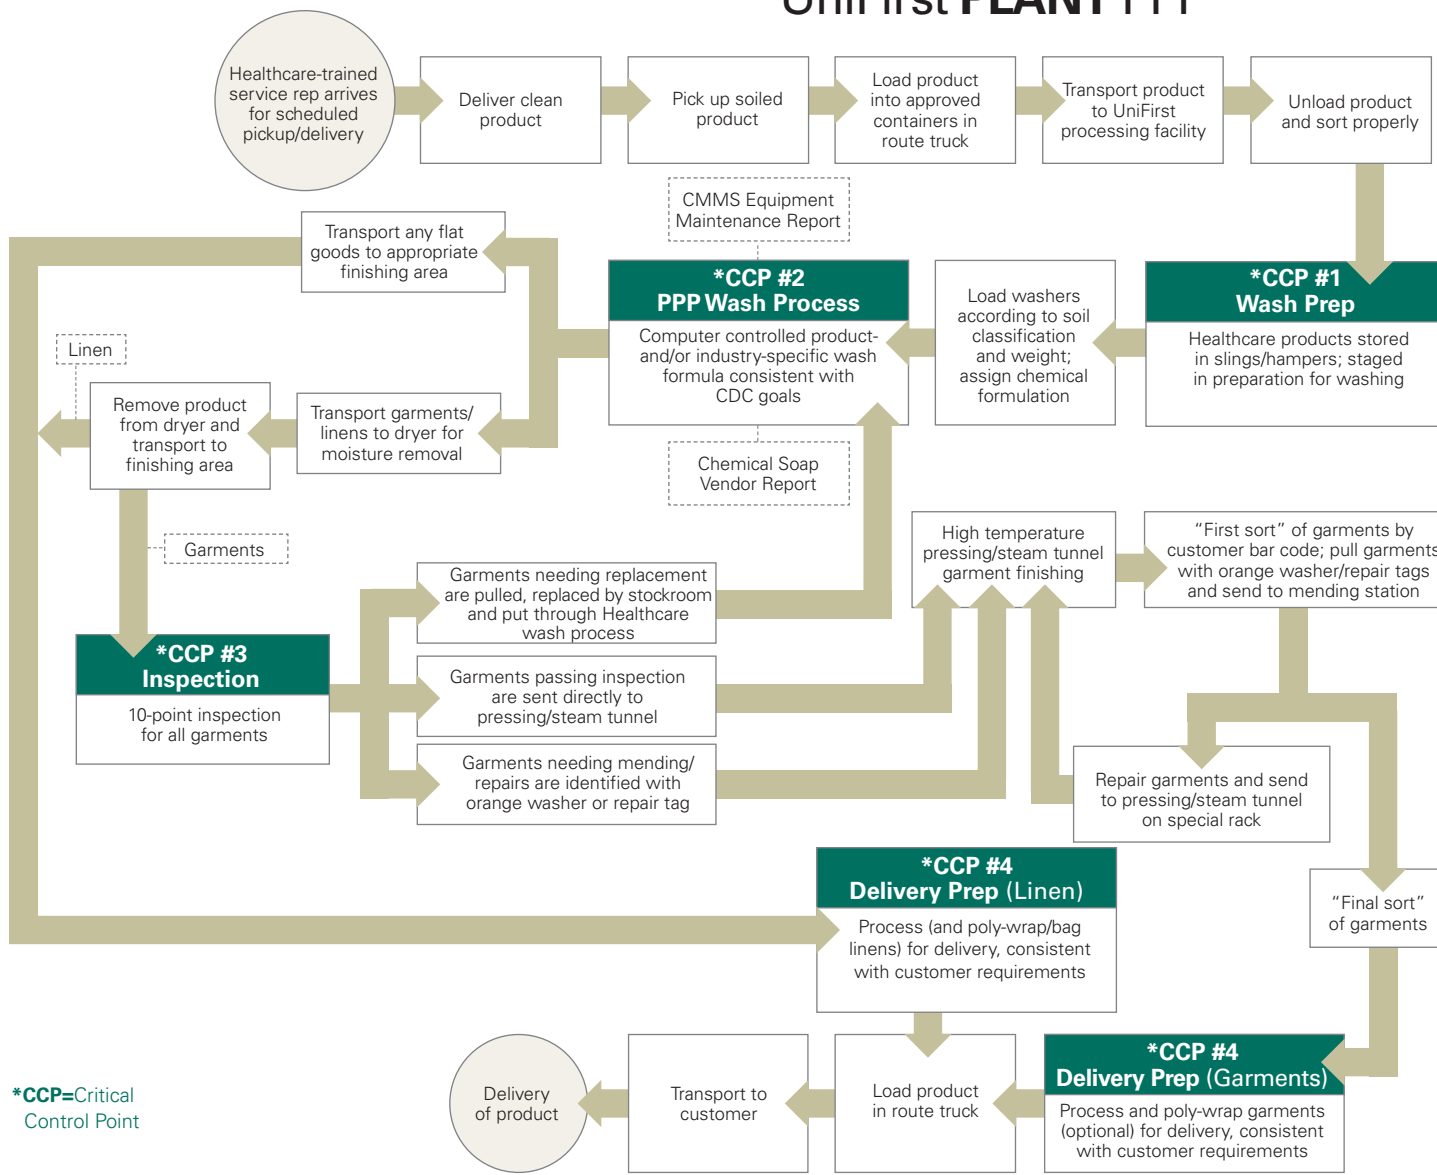 UniFirst PLANT PPP
Healthcare-trained
service rep arrives
for scheduled
pickup/delivery
Deliver clean
product
Pick up soiled
product
Load product
into approved
containers in
route truck
Transport product
to UniFirst
processing facility
Unload product
and sort properly
*CCP #1
Wash Prep
Healthcare products stored
in slings/hampers; staged
in preparation for washing
Load washers
according to soil
classification
and weight;
assign chemical
formulation
CMMS Equipment
Maintenance Report
*CCP #2
PPP Wash Process
Computer controlled product-
and/or industry-specific wash
formula consistent with
CDC goals
Chemical Soap
Vendor Report
Transport any flat
goods to appropriate
finishing area
Transport garments/
linens to dryer for
moisture removal
Remove product
from dryer and
transport to
finishing area
Linen
Garments
*CCP #3
Inspection
10-point inspection
for all garments
Garments needing replacement
are pulled, replaced by stockroom
and put through Healthcare
wash process
Garments passing inspection
are sent directly to
pressing/steam tunnel
Garments needing mending/
repairs are identified with
orange washer or repair tag
High temperature
pressing/steam tunnel
garment finishing
“First sort” of garments by
customer bar code; pull garments
with orange washer/repair tags
and send to mending station
Repair garments and send
to pressing/steam tunnel
on special rack
“Final sort”
of garments
*CCP #4
Delivery Prep (Linen)
Process (and poly-wrap/bag
linens) for delivery, consistent
with customer requirements
*CCP #4
Delivery Prep (Garments)
Process and poly-wrap garments
(optional) for delivery, consistent
with customer requirements
Load product
in route truck
Transport to
customer
Delivery
of product
*CCP=Critical
Control Point